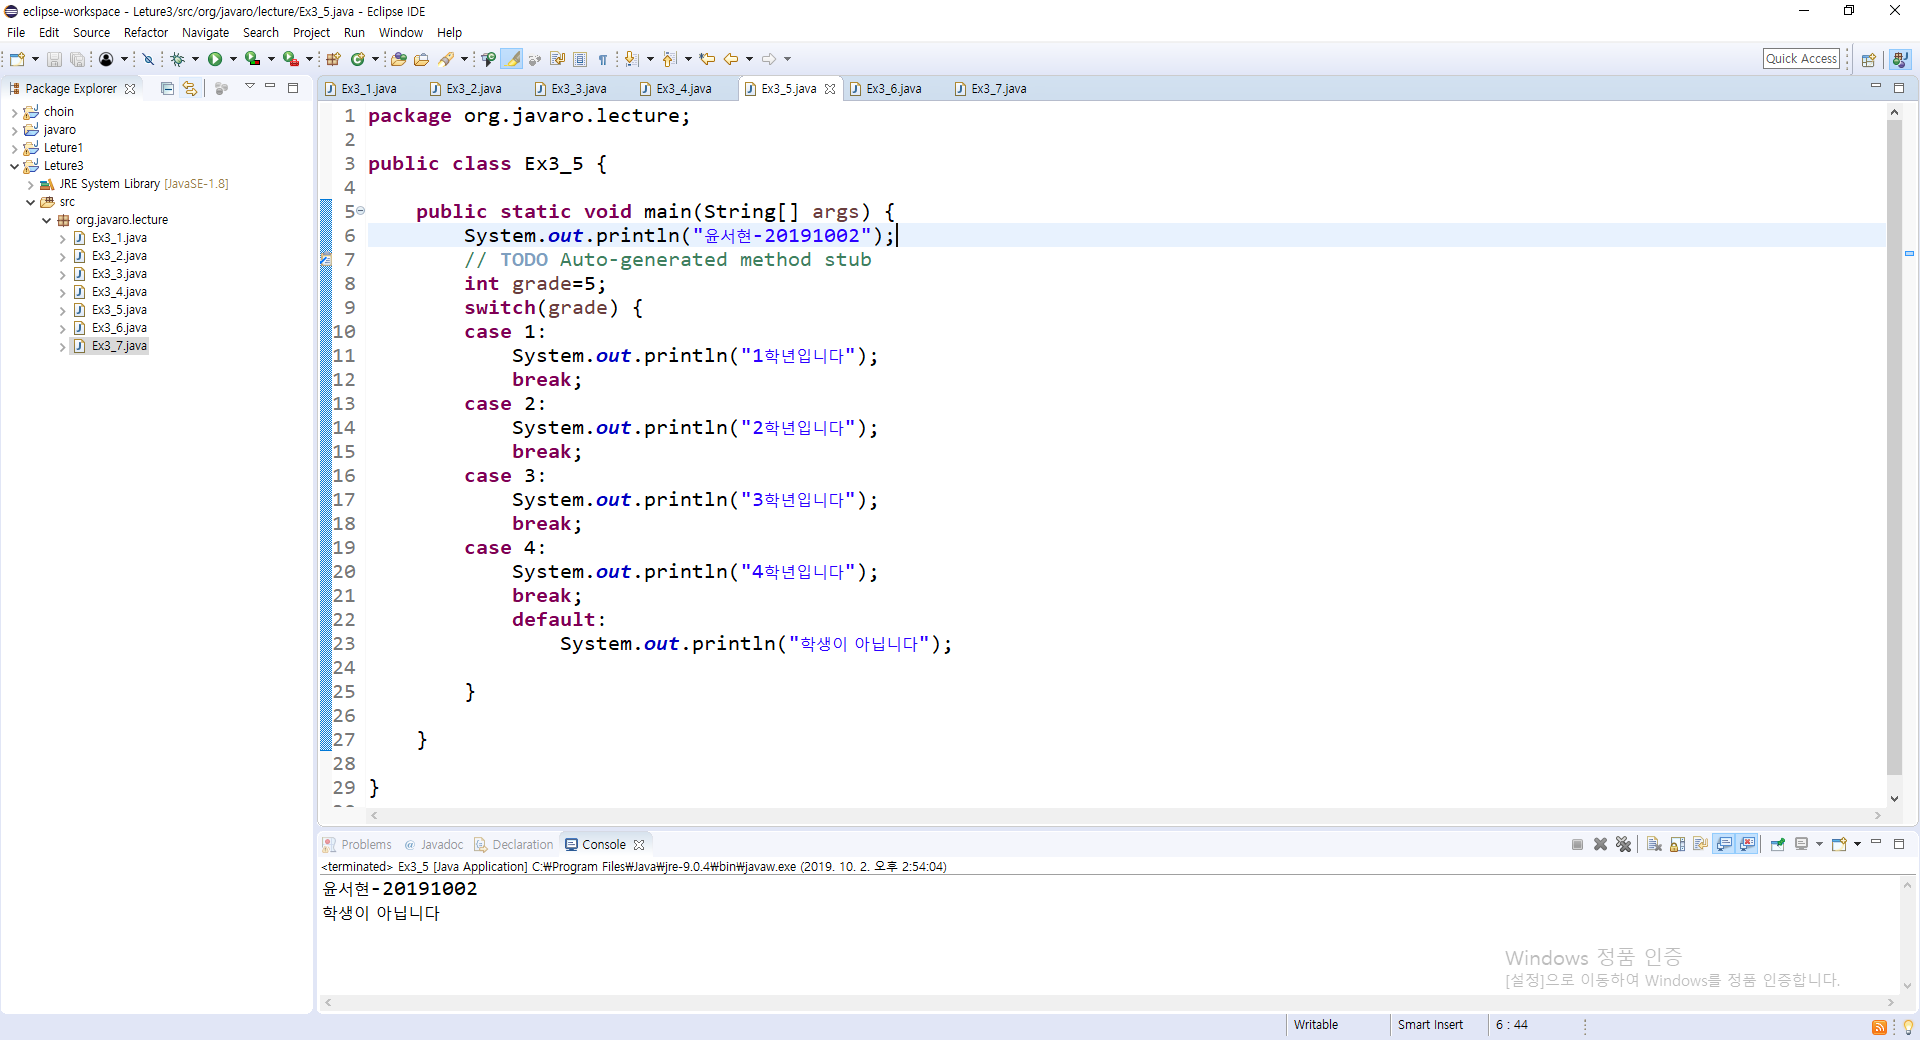 eclipse-workspace - Leture3/src/org/javaro/lecture/Ex3_5.java - Eclipse IDE
File Edit Source Refactor Navigate Search Project Run Window Help
Quick Access
Package Explorer
choin
javaro
Leture1
Leture3
JRE System Library [JavaSE-1.8]
src
org.javaro.lecture
Ex3_1.java
Ex3_2.java
Ex3_3.java
Ex3_4.java
Ex3_5.java
Ex3_6.java
Ex3_7.java
Ex3_1.java Ex3_2.java Ex3_3.java Ex3_4.java Ex3_5.java Ex3_6.java Ex3_7.java
1 package org.javaro.lecture;
2
3 public class Ex3_5 {
4
5 public static void main(String[] args) {
6 System.out.println("윤서현-20191002");
7 // TODO Auto-generated method stub
8 int grade=5;
9 switch(grade) {
10 case 1:
11 System.out.println("1학년입니다");
12 break;
13 case 2:
14 System.out.println("2학년입니다");
15 break;
16 case 3:
17 System.out.println("3학년입니다");
18 break;
19 case 4:
20 System.out.println("4학년입니다");
21 break;
22 default:
23 System.out.println("학생이 아닙니다");
24
25 }
26
27 }
28
29 }
Problems @ Javadoc Declaration Console
<terminated> Ex3_5 [Java Application] C:₩Program Files₩Java₩jre-9.0.4₩bin₩javaw.exe (2019. 10. 2. 오후 2:54:04)
윤서현-20191002
학생이 아닙니다
Windows 정품 인증
[설정]으로 이동하여 Windows를 정품 인증합니다.
Writable Smart Insert 6 : 44